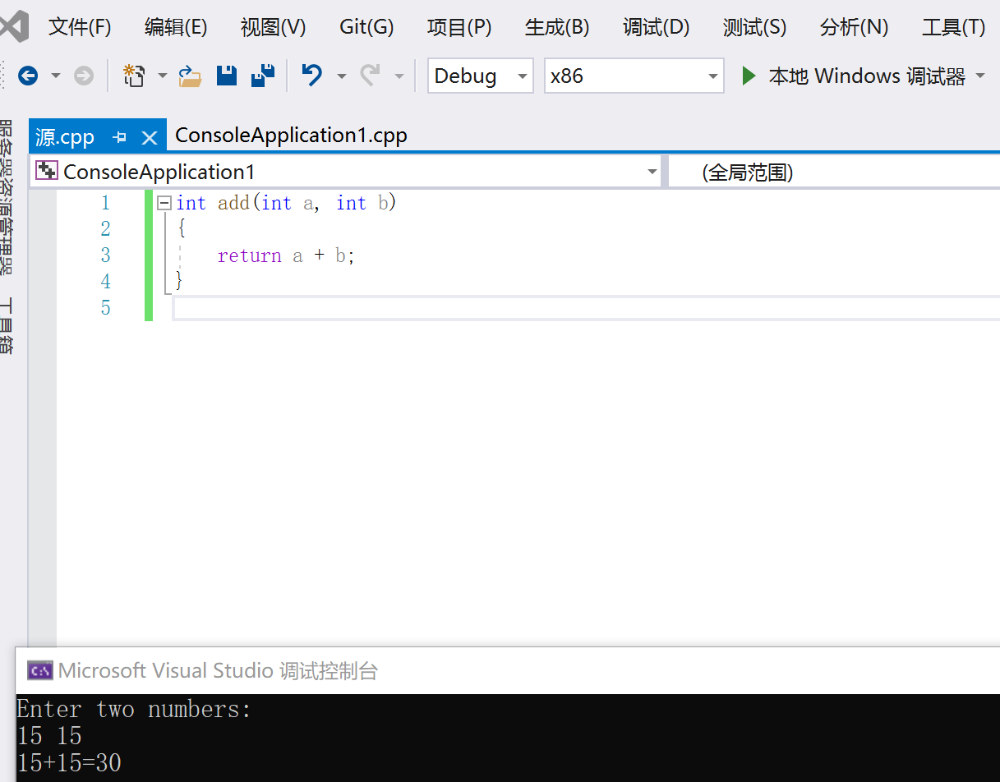 文件(F) 编辑(E) 视图(V) Git(G) 项目(P) 生成(B) 调试(D) 测试(S) 分析(N) 工具(T)
Debug x86 本地 Windows 调试器
服务器资源管理器 工具箱
源.cpp ConsoleApplication1.cpp
ConsoleApplication1 (全局范围)
1 int add(int a, int b)
2 {
3 return a + b;
4 }
5
C:\ Microsoft Visual Studio 调试控制台
Enter two numbers:
15 15
15+15=30